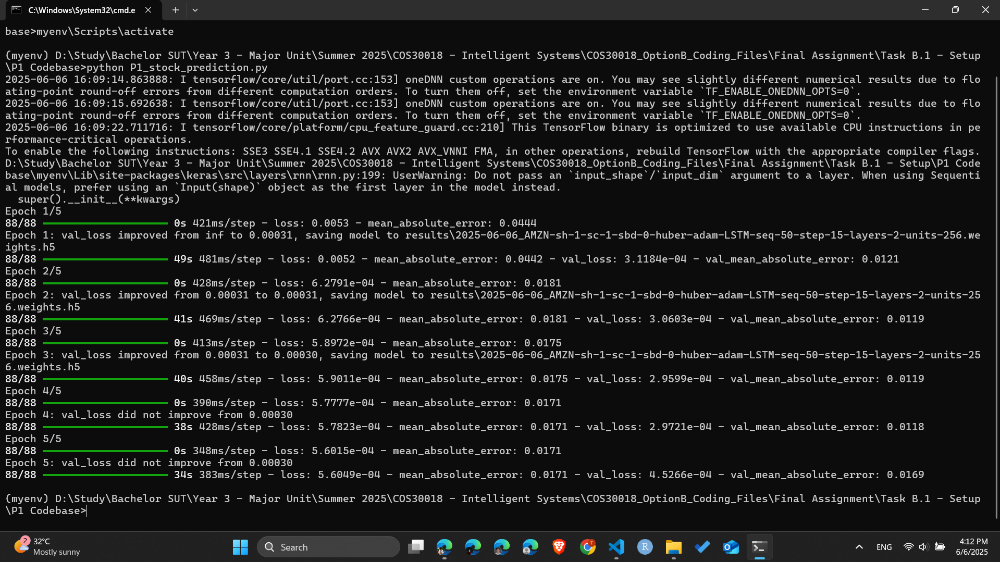 C:\Windows\System32\cmd.e
base>myenv\Scripts\activate
(myenv) D:\Study\Bachelor SUT\Year 3 - Major Unit\Summer 2025\COS30018 - Intelligent Systems\COS30018_OptionB_Coding_Files\Final Assignment\Task B.1 - Setup
\P1 Codebase>python P1_stock_prediction.py
2025-06-06 16:09:14.863888: I tensorflow/core/util/port.cc:153] oneDNN custom operations are on. You may see slightly different numerical results due to flo
ating-point round-off errors from different computation orders. To turn them off, set the environment variable `TF_ENABLE_ONEDNN_OPTS=0`.
2025-06-06 16:09:15.692638: I tensorflow/core/util/port.cc:153] oneDNN custom operations are on. You may see slightly different numerical results due to flo
ating-point round-off errors from different computation orders. To turn them off, set the environment variable `TF_ENABLE_ONEDNN_OPTS=0`.
2025-06-06 16:09:22.711716: I tensorflow/core/platform/cpu_feature_guard.cc:210] This TensorFlow binary is optimized to use available CPU instructions in pe
rformance-critical operations.
To enable the following instructions: SSE3 SSE4.1 SSE4.2 AVX AVX2 AVX_VNNI FMA, in other operations, rebuild TensorFlow with the appropriate compiler flags.
D:\Study\Bachelor SUT\Year 3 - Major Unit\Summer 2025\COS30018 - Intelligent Systems\COS30018_OptionB_Coding_Files\Final Assignment\Task B.1 - Setup\P1 Code
base\myenv\Lib\site-packages\keras\src\layers\rnn\rnn.py:199: UserWarning: Do not pass an `input_shape`/`input_dim` argument to a layer. When using Sequenti
al models, prefer using an `Input(shape)` object as the first layer in the model instead.
super().__init__(**kwargs)
Epoch 1/5
88/88 0s 421ms/step - loss: 0.0053 - mean_absolute_error: 0.0444
Epoch 1: val_loss improved from inf to 0.00031, saving model to results\2025-06-06_AMZN-sh-1-sc-1-sbd-0-huber-adam-LSTM-seq-50-step-15-layers-2-units-256.we
ights.h5
88/88 49s 481ms/step - loss: 0.0052 - mean_absolute_error: 0.0442 - val_loss: 3.1184e-04 - val_mean_absolute_error: 0.0121
Epoch 2/5
88/88 0s 428ms/step - loss: 6.2791e-04 - mean_absolute_error: 0.0181
Epoch 2: val_loss improved from 0.00031 to 0.00031, saving model to results\2025-06-06_AMZN-sh-1-sc-1-sbd-0-huber-adam-LSTM-seq-50-step-15-layers-2-units-25
6.weights.h5
88/88 41s 469ms/step - loss: 6.2766e-04 - mean_absolute_error: 0.0181 - val_loss: 3.0603e-04 - val_mean_absolute_error: 0.0119
Epoch 3/5
88/88 0s 413ms/step - loss: 5.8972e-04 - mean_absolute_error: 0.0175
Epoch 3: val_loss improved from 0.00031 to 0.00030, saving model to results\2025-06-06_AMZN-sh-1-sc-1-sbd-0-huber-adam-LSTM-seq-50-step-15-layers-2-units-25
6.weights.h5
88/88 40s 458ms/step - loss: 5.9011e-04 - mean_absolute_error: 0.0175 - val_loss: 2.9599e-04 - val_mean_absolute_error: 0.0119
Epoch 4/5
88/88 0s 390ms/step - loss: 5.7777e-04 - mean_absolute_error: 0.0171
Epoch 4: val_loss did not improve from 0.00030
88/88 38s 428ms/step - loss: 5.7823e-04 - mean_absolute_error: 0.0171 - val_loss: 2.9721e-04 - val_mean_absolute_error: 0.0118
Epoch 5/5
88/88 0s 348ms/step - loss: 5.6015e-04 - mean_absolute_error: 0.0171
Epoch 5: val_loss did not improve from 0.00030
88/88 34s 383ms/step - loss: 5.6049e-04 - mean_absolute_error: 0.0171 - val_loss: 4.5266e-04 - val_mean_absolute_error: 0.0169
(myenv) D:\Study\Bachelor SUT\Year 3 - Major Unit\Summer 2025\COS30018 - Intelligent Systems\COS30018_OptionB_Coding_Files\Final Assignment\Task B.1 - Setup
\P1 Codebase>
2
32°C
Mostly sunny
Search
T
R
O
ENG
4:12 PM
6/6/2025